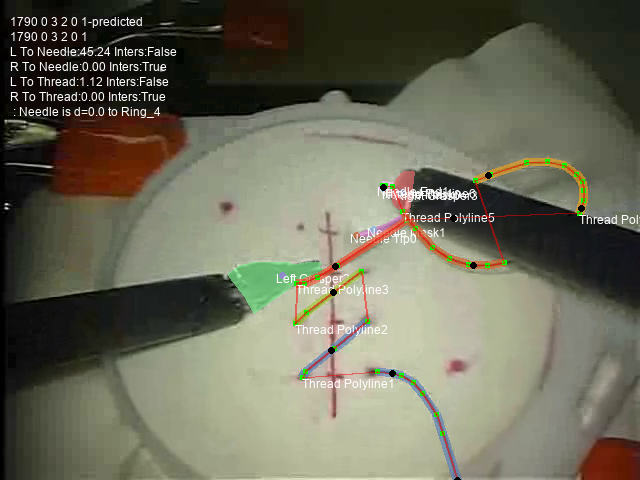 1790 0 3 2 0 1-predicted
1790 0 3 2 0 1
L To Needle:45.24 Inters:False
R To Needle:0.00 Inters:True
L To Thread:1.12 Inters:False
R To Thread:0.00 Inters:True
: Needle is d=0.0 to Ring_4
Thread Polyline5
Thread Pol
Needle Tip0
Left Grasper
Thread Polyline3
Thread Polyline2
Thread Polyline1